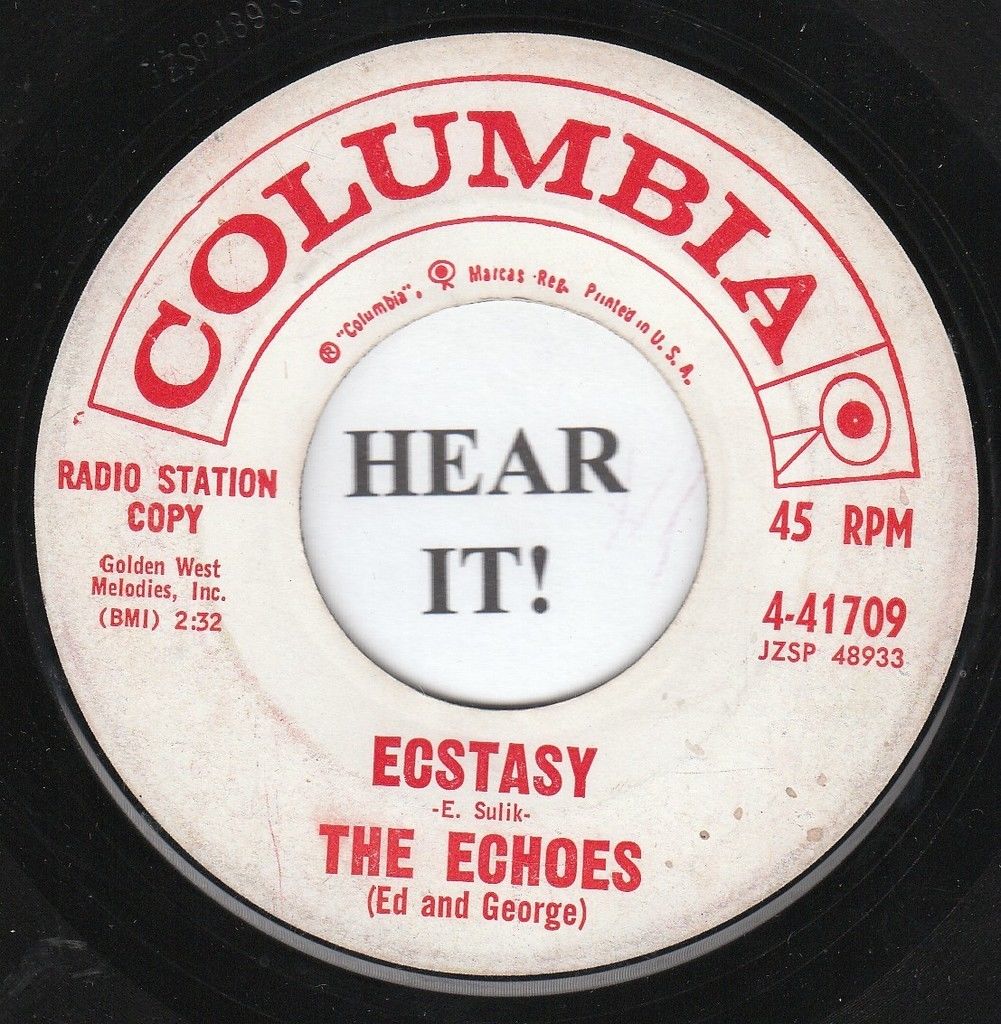 JZSP48933
COLUMBIA
® "Columbia", Marcas Reg. Printed in U. S. A.
HEAR
IT!
RADIO STATION
COPY
Golden West
Melodies, Inc.
(BMI) 2:32
45 RPM
4-41709
JZSP 48933
ECSTASY
-E. Sulik-
THE ECHOES
(Ed and George)